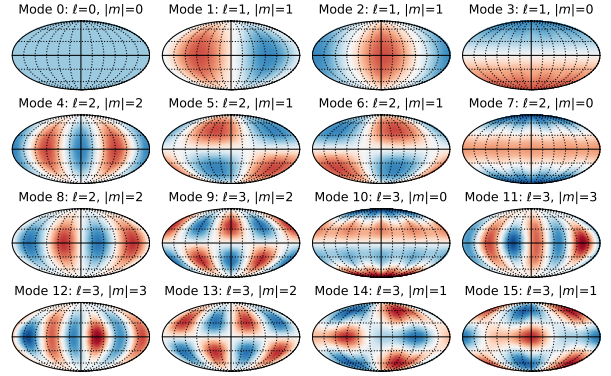 Mode 0: ℓ=0, |m|=0 Mode 1: ℓ=1, |m|=1 Mode 2: ℓ=1, |m|=1 Mode 3: ℓ=1, |m|=0
Mode 4: ℓ=2, |m|=2 Mode 5: ℓ=2, |m|=1 Mode 6: ℓ=2, |m|=1 Mode 7: ℓ=2, |m|=0
Mode 8: ℓ=2, |m|=2 Mode 9: ℓ=3, |m|=2 Mode 10: ℓ=3, |m|=0 Mode 11: ℓ=3, |m|=3
Mode 12: ℓ=3, |m|=3 Mode 13: ℓ=3, |m|=2 Mode 14: ℓ=3, |m|=1 Mode 15: ℓ=3, |m|=1